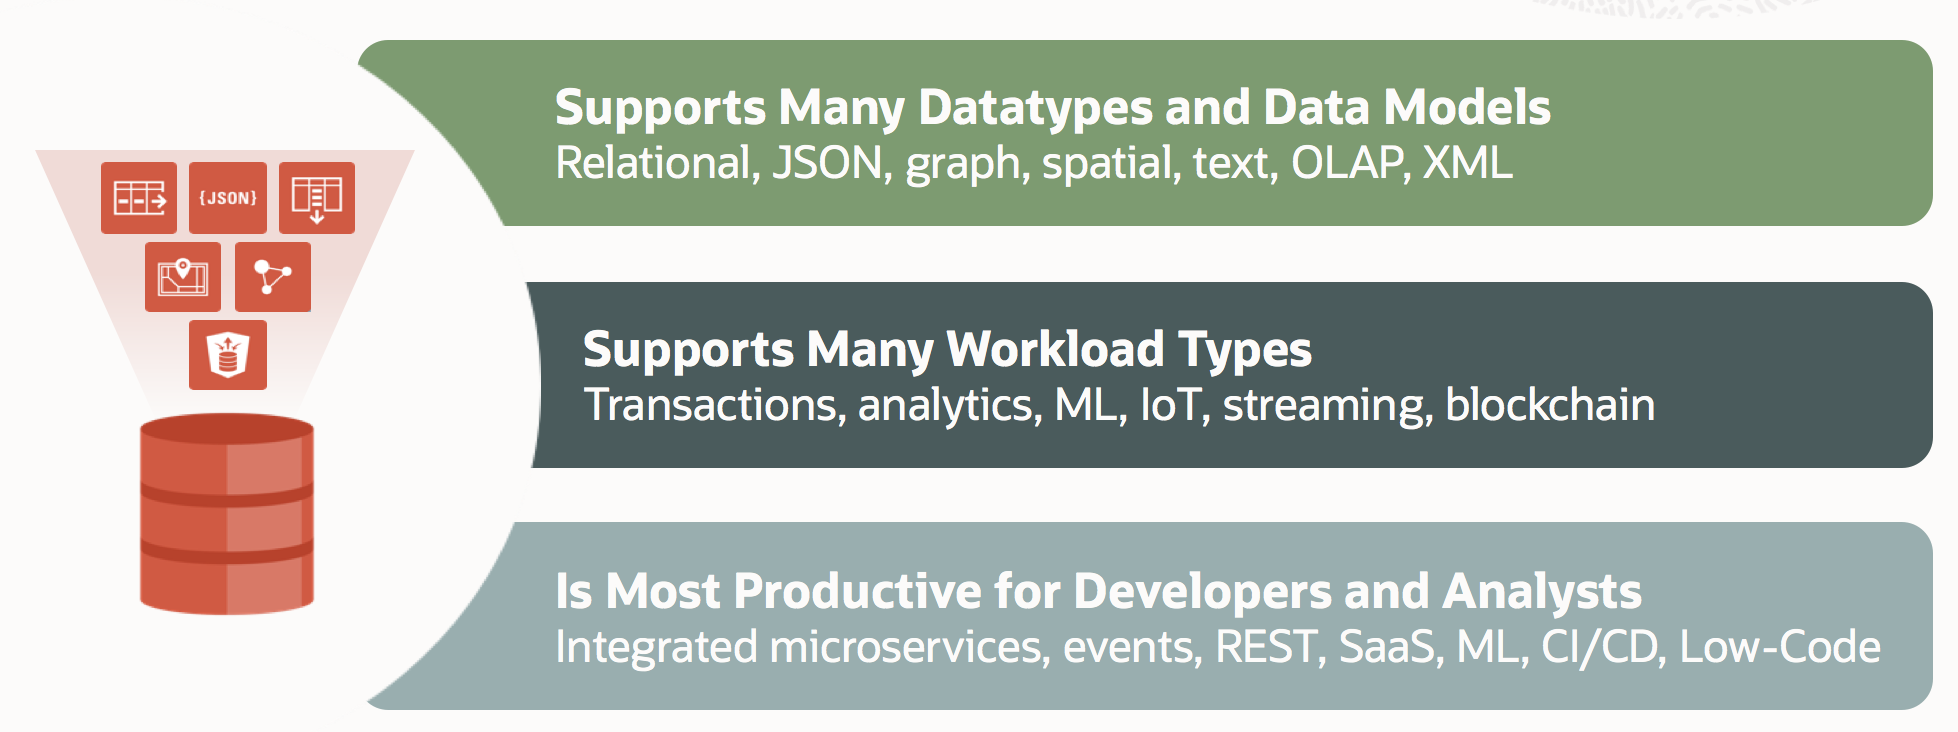 Supports Many Datatypes and Data Models
Relational, JSON, graph, spatial, text, OLAP, XML
{JSON}
Supports Many Workload Types
Transactions, analytics, ML, IoT, streaming, blockchain
Is Most Productive for Developers and Analysts
Integrated microservices, events, REST, SaaS, ML, CI/CD, Low-Code